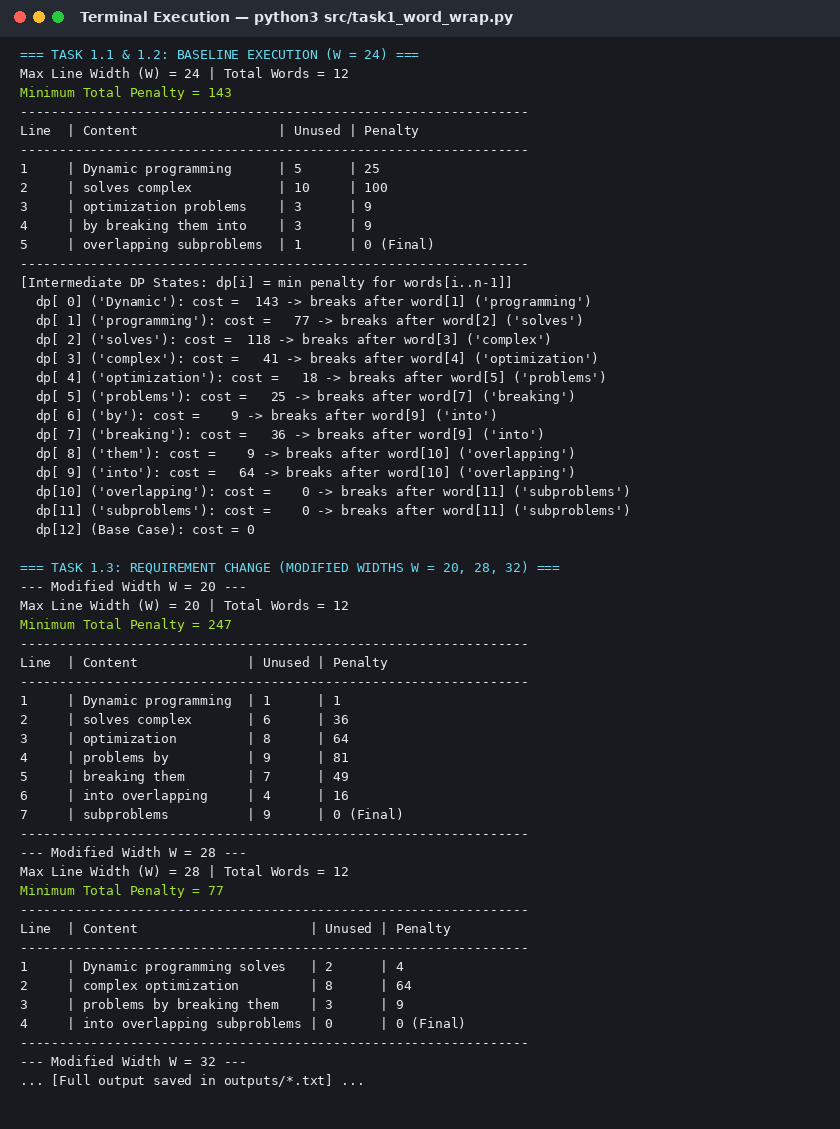 Terminal Execution — python3 src/task1_word_wrap.py
=== TASK 1.1 & 1.2: BASELINE EXECUTION (W = 24) ===
Max Line Width (W) = 24 | Total Words = 12
Minimum Total Penalty = 143
-----------------------------------------------------------------
Line  | Content                  | Unused | Penalty
-----------------------------------------------------------------
1     | Dynamic programming      | 5      | 25
2     | solves complex           | 10     | 100
3     | optimization problems    | 3      | 9
4     | by breaking them into    | 3      | 9
5     | overlapping subproblems  | 1      | 0 (Final)
-----------------------------------------------------------------
[Intermediate DP States: dp[i] = min penalty for words[i..n-1]]
  dp[ 0] ('Dynamic'): cost =  143 -> breaks after word[1] ('programming')
  dp[ 1] ('programming'): cost =   77 -> breaks after word[2] ('solves')
  dp[ 2] ('solves'): cost =  118 -> breaks after word[3] ('complex')
  dp[ 3] ('complex'): cost =   41 -> breaks after word[4] ('optimization')
  dp[ 4] ('optimization'): cost =   18 -> breaks after word[5] ('problems')
  dp[ 5] ('problems'): cost =   25 -> breaks after word[7] ('breaking')
  dp[ 6] ('by'): cost =    9 -> breaks after word[9] ('into')
  dp[ 7] ('breaking'): cost =   36 -> breaks after word[9] ('into')
  dp[ 8] ('them'): cost =    9 -> breaks after word[10] ('overlapping')
  dp[ 9] ('into'): cost =   64 -> breaks after word[10] ('overlapping')
  dp[10] ('overlapping'): cost =    0 -> breaks after word[11] ('subproblems')
  dp[11] ('subproblems'): cost =    0 -> breaks after word[11] ('subproblems')
  dp[12] (Base Case): cost = 0

=== TASK 1.3: REQUIREMENT CHANGE (MODIFIED WIDTHS W = 20, 28, 32) ===
--- Modified Width W = 20 ---
Max Line Width (W) = 20 | Total Words = 12
Minimum Total Penalty = 247
-----------------------------------------------------------------
Line  | Content              | Unused | Penalty
-----------------------------------------------------------------
1     | Dynamic programming  | 1      | 1
2     | solves complex       | 6      | 36
3     | optimization         | 8      | 64
4     | problems by          | 9      | 81
5     | breaking them        | 7      | 49
6     | into overlapping     | 4      | 16
7     | subproblems          | 9      | 0 (Final)
-----------------------------------------------------------------
--- Modified Width W = 28 ---
Max Line Width (W) = 28 | Total Words = 12
Minimum Total Penalty = 77
-----------------------------------------------------------------
Line  | Content                      | Unused | Penalty
-----------------------------------------------------------------
1     | Dynamic programming solves   | 2      | 4
2     | complex optimization         | 8      | 64
3     | problems by breaking them    | 3      | 9
4     | into overlapping subproblems | 0      | 0 (Final)
-----------------------------------------------------------------
--- Modified Width W = 32 ---
... [Full output saved in outputs/*.txt] ...